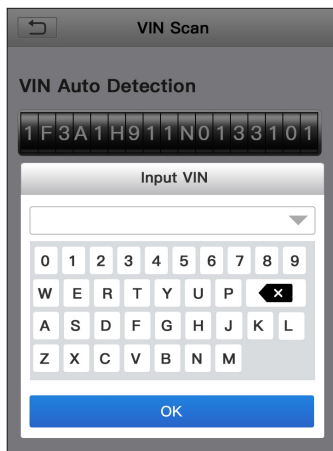 VIN Scan
VIN Auto Detection
1F3A1H911N0133101
Input VIN
0 1 2 3 4 5 6 7 8 9
W E R T Y U P
A S D F G H J K L
Z X C V B N M
OK